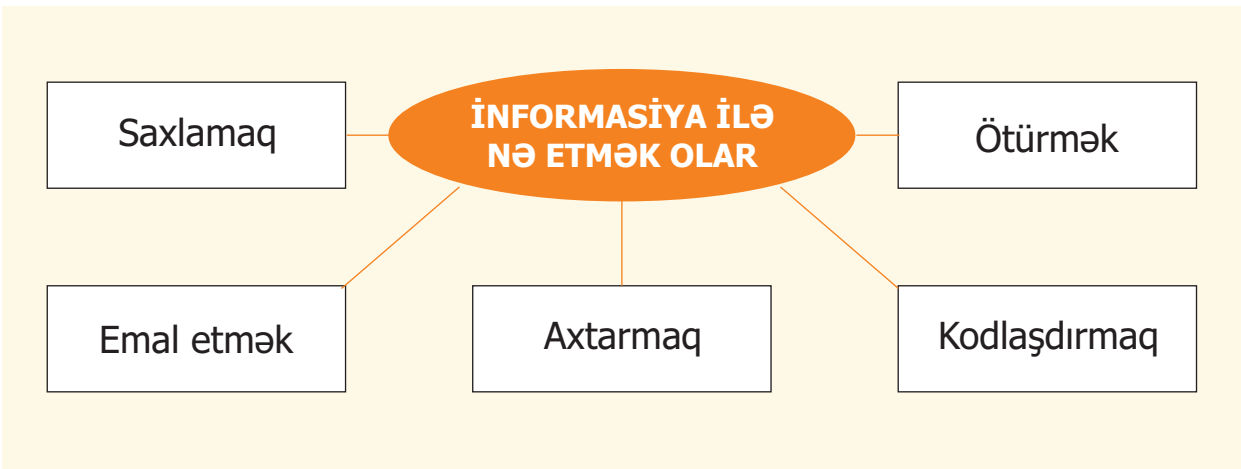 Saxlamaq
İNFORMASİYA İLƏ
NƏ ETMƏK OLAR
Ötürmək
Emal etmək
Axtarmaq
Kodlaşdırmaq